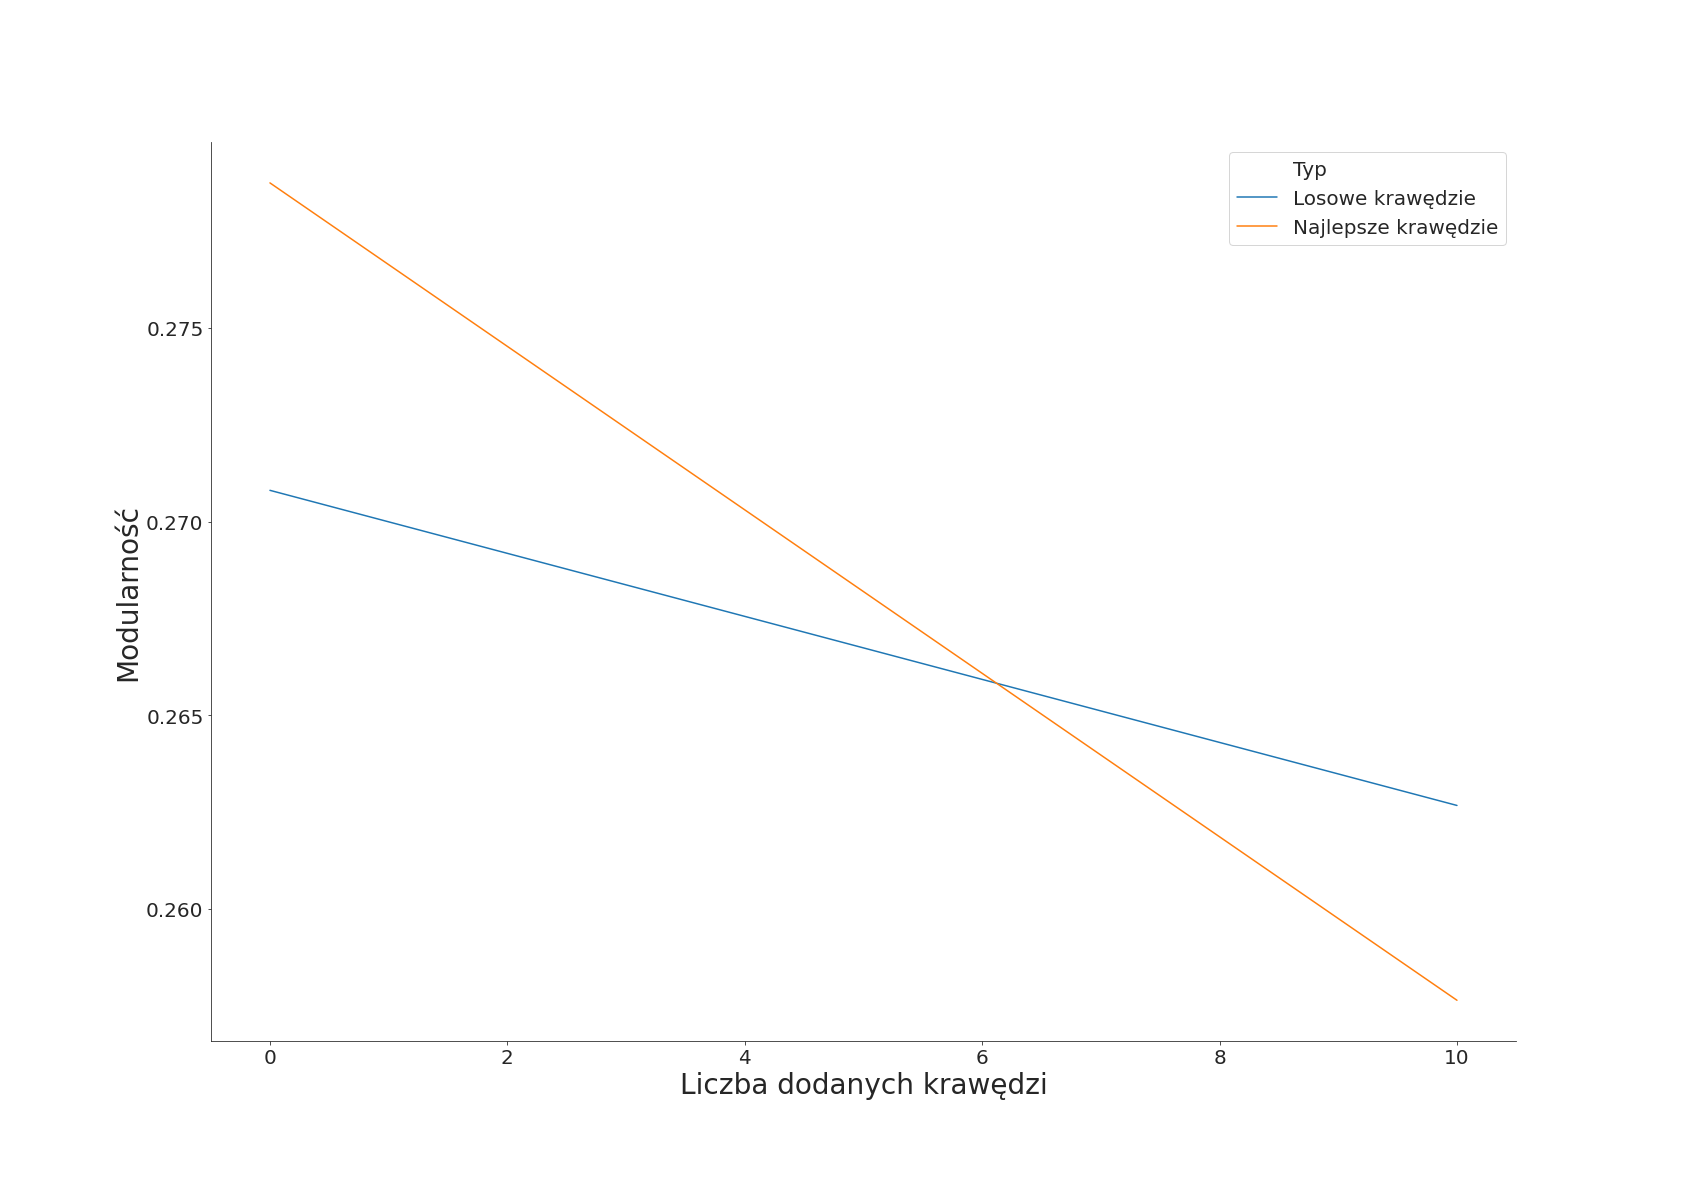 Typ
Losowe krawędzie
Najlepsze krawędzie
0.275
0.270
0.265
0.260
Modularność
0 2 4 6 8 10
Liczba dodanych krawędzi